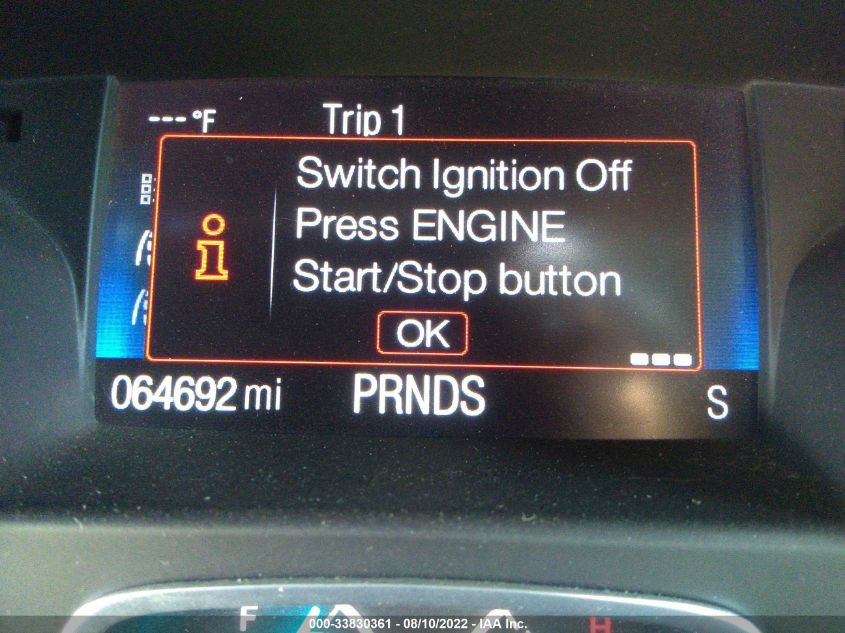 --- °F Trip 1
Switch Ignition Off
Press ENGINE
Start/Stop button
OK
064692 mi PRNDS S
F H
000-33830361 - 08/10/2022 - IAA Inc.